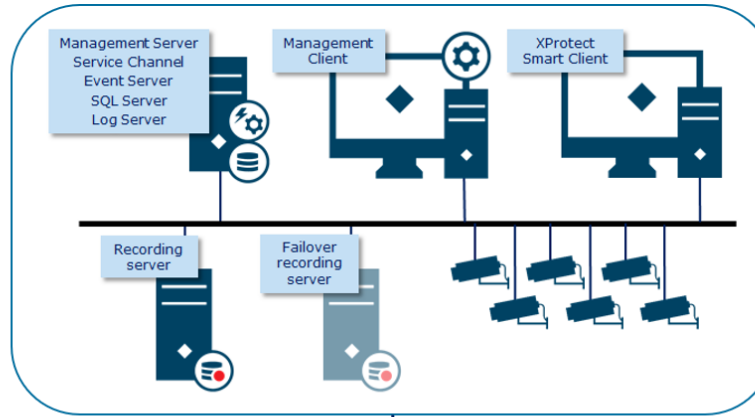 Management Server
Service Channel
Event Server
SQL Server
Log Server
Management
Client
XProtect
Smart Client
Recording
server
Failover
recording
server